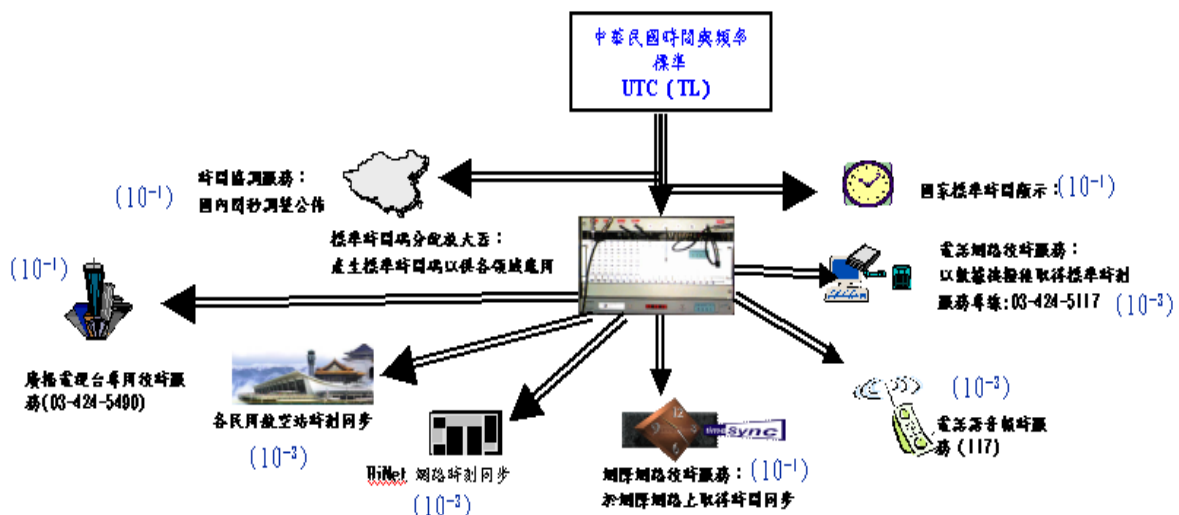 中華民國時間與頻率
標準
UTC (TL)
(10⁻¹)
時間協調服務：
國內閏秒調整公佈
國家標準時間顯示：(10⁻¹)
標準時間碼分配放大器：
產生標準時間碼以供各領域應用
電話網路校時服務：
以數據機撥接取得標準時刻
服務專線:03-424-5117 (10⁻³)
(10⁻¹)
廣播電視台專用校時服
務(03-424-5490)
各民用航空站時刻同步
(10⁻³)
HiNet 網路時刻同步
(10⁻³)
time Sync
網際網路校時服務：(10⁻¹)
於網際網路上取得時間同步
(10⁻³)
電話語音報時服
務 (117)